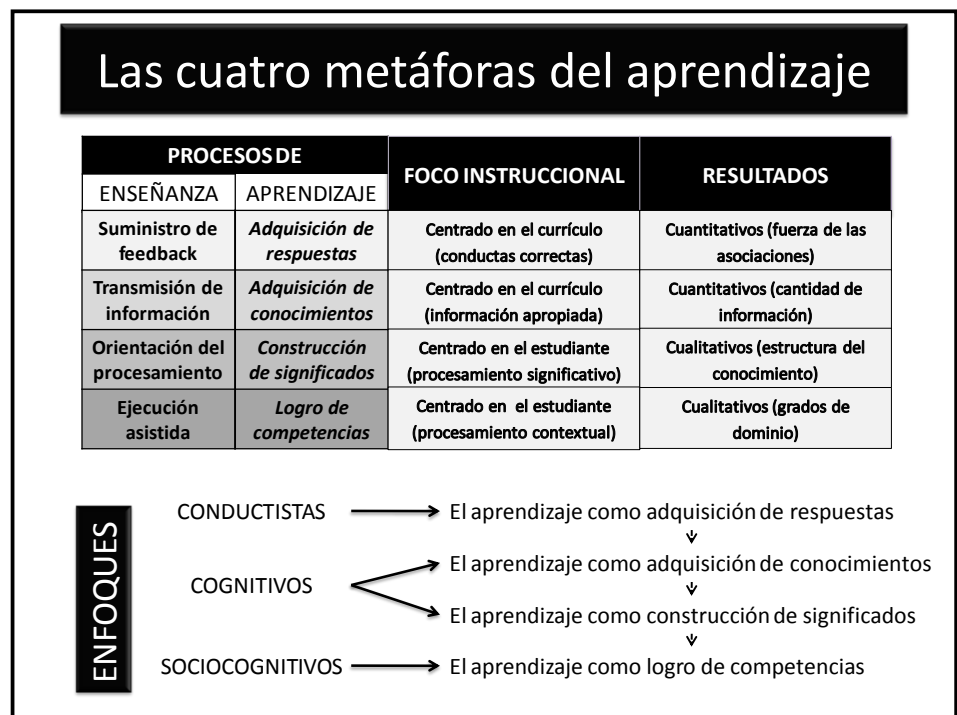 Las cuatro metáforas del aprendizaje
PROCESOS DE
FOCO INSTRUCCIONAL
RESULTADOS
ENSEÑANZA
APRENDIZAJE
Suministro de
feedback
Adquisición de
respuestas
Centrado en el currículo
(conductas correctas)
Cuantitativos (fuerza de las
asociaciones)
Transmisión de
información
Adquisición de
conocimientos
Centrado en el currículo
(información apropiada)
Cuantitativos (cantidad de
información)
Orientación del
procesamiento
Construcción
de significados
Centrado en el estudiante
(procesamiento significativo)
Cualitativos (estructura del
conocimiento)
Ejecución
asistida
Logro de
competencias
Centrado en el estudiante
(procesamiento contextual)
Cualitativos (grados de
dominio)
ENFOQUES
CONDUCTISTAS
El aprendizaje como adquisición de respuestas
COGNITIVOS
El aprendizaje como adquisición de conocimientos
El aprendizaje como construcción de significados
SOCIOCOGNITIVOS
El aprendizaje como logro de competencias